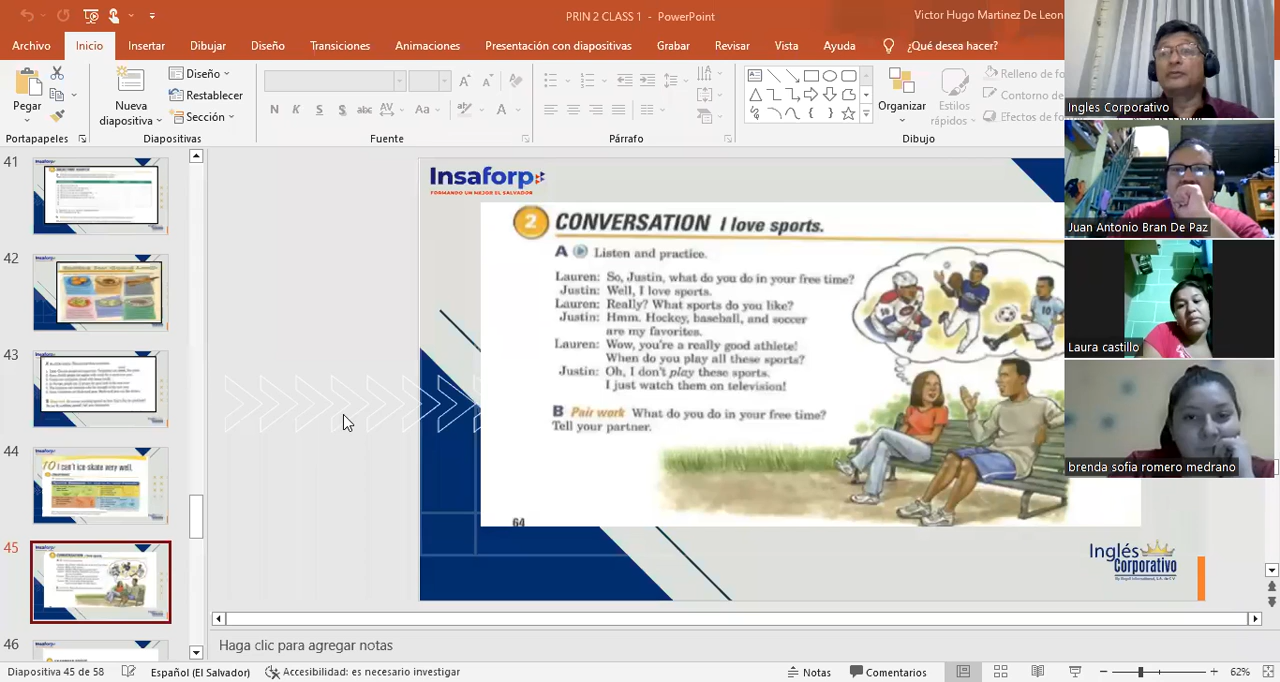 PRIN 2 CLASS 1 - PowerPoint
Victor Hugo Martinez De Leon
Archivo Inicio Insertar Dibujar Diseño Transiciones Animaciones Presentación con diapositivas Grabar Revisar Vista Ayuda ¿Qué desea hacer?
Pegar
Nueva diapositiva
Diseño
Restablecer
Sección
N K S S abc AV Aa A
Organizar
Estilos rápidos
Relleno de fo
Contorno de
Efectos de fo
Portapapeles Diapositivas Fuente Párrafo Dibujo
41
42
43
44
10 I can't ice skate very well.
45
46
Insaforp
FORMANDO UN MEJOR EL SALVADOR
2 CONVERSATION I love sports.
A Listen and practice.
Lauren: So, Justin, what do you do in your free time?
Justin: Well, I love sports.
Lauren: Really? What sports do you like?
Justin: Hmm. Hockey, baseball, and soccer
are my favorites.
Lauren: Wow, you're a really good athlete!
When do you play all these sports?
Justin: Oh, I don't play these sports.
I just watch them on television!
B Pair work What do you do in your free time?
Tell your partner.
64
Inglés
Corporativo
Ingles Corporativo
Juan Antonio Bran De Paz
Laura castillo
brenda sofia romero medrano
Haga clic para agregar notas
Diapositiva 45 de 58 Español (El Salvador) Accesibilidad: es necesario investigar Notas Comentarios 62%